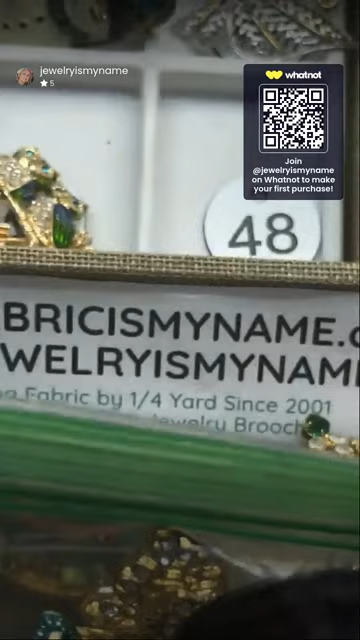 jewelryismyname
★5
whatnot
Join
@jewelryismyname
on Whatnot to make
your first purchase!
48
BRICISMYNAME.
WELRYISMYNAM
Fabric by 1/4 Yard Since 2001
Jewelry Brooch